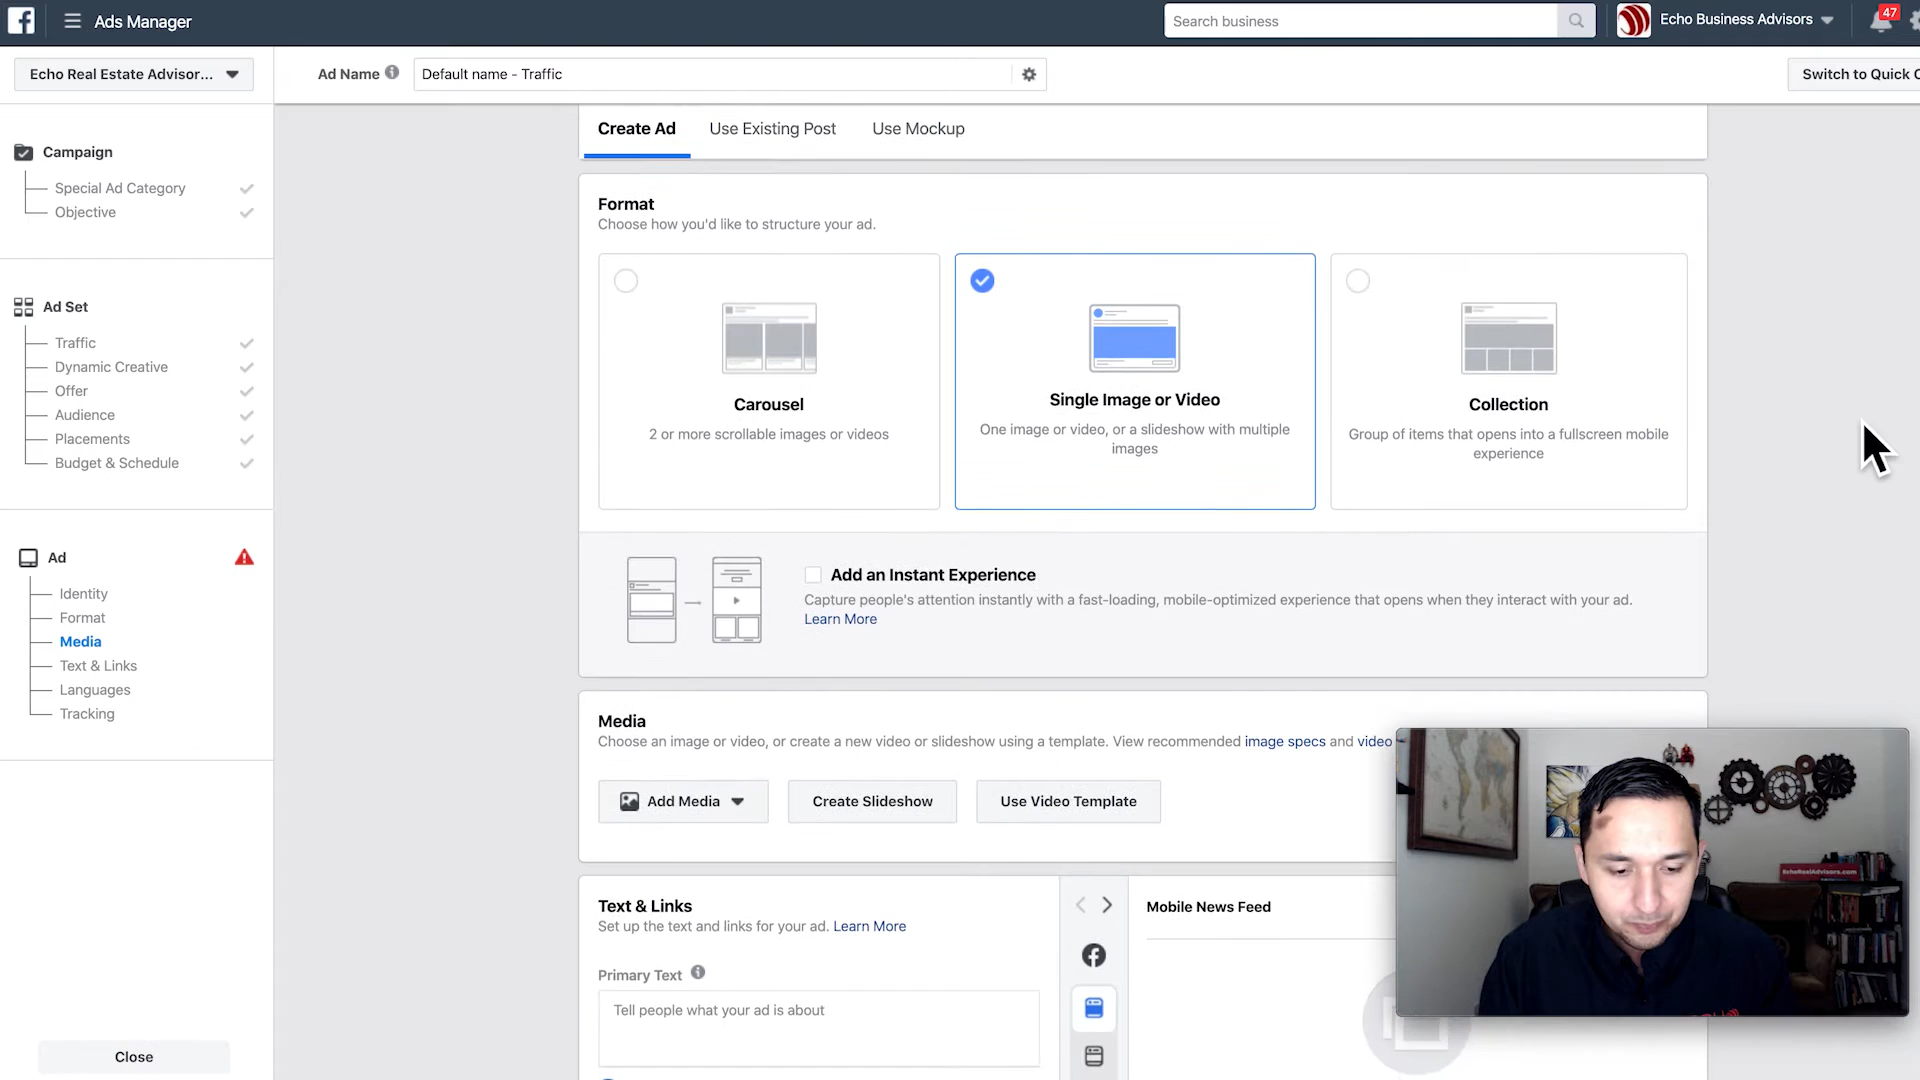 Ads Manager
Search business
Echo Business Advisors
47
Echo Real Estate Advisor...
Ad Name
Default name - Traffic
Switch to Quick C
Create Ad
Use Existing Post
Use Mockup
Campaign
Special Ad Category
Objective
Ad Set
Traffic
Dynamic Creative
Offer
Audience
Placements
Budget & Schedule
Ad
Identity
Format
Media
Text & Links
Languages
Tracking
Close
Format
Choose how you'd like to structure your ad.
Carousel
2 or more scrollable images or videos
Single Image or Video
One image or video, or a slideshow with multiple
images
Collection
Group of items that opens into a fullscreen mobile
experience
Add an Instant Experience
Capture people's attention instantly with a fast-loading, mobile-optimized experience that opens when they interact with your ad.
Learn More
Media
Choose an image or video, or create a new video or slideshow using a template. View recommended image specs and video
Add Media
Create Slideshow
Use Video Template
Text & Links
Set up the text and links for your ad. Learn More
Primary Text
Tell people what your ad is about
Mobile News Feed
EchoRealAdvisors.com